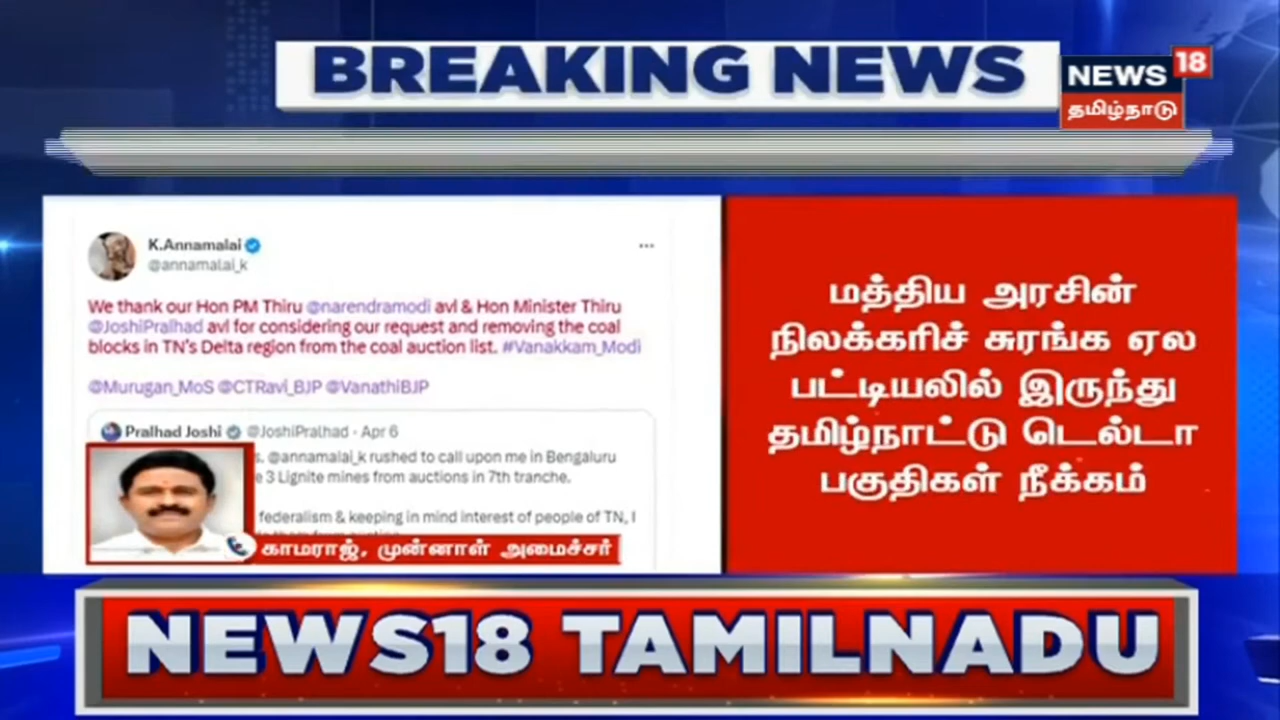 BREAKING NEWS
NEWS 18
தமிழ்நாடு
K.Annamalai
@annamalai_k
We thank our Hon PM Thiru @narendramodi avl & Hon Minister Thiru
@JoshiPralhad avl for considering our request and removing the coal
blocks in TN's Delta region from the coal auction list. #Vanakkam_Modi
@Murugan_MoS @CTRavi_BJP @VanathiBJP
Pralhad Joshi @JoshiPralhad · Apr 6
s. @annamalai_k rushed to call upon me in Bengaluru
e 3 Lignite mines from auctions in 7th tranche.
federalism & keeping in mind interest of people of TN, I
காமராஜ், முன்னாள் அமைச்சர்
மத்திய அரசின்
நிலக்கரிச் சுரங்க ஏல
பட்டியலில் இருந்து
தமிழ்நாட்டு டெல்டா
பகுதிகள் நீக்கம்
NEWS18 TAMILNADU